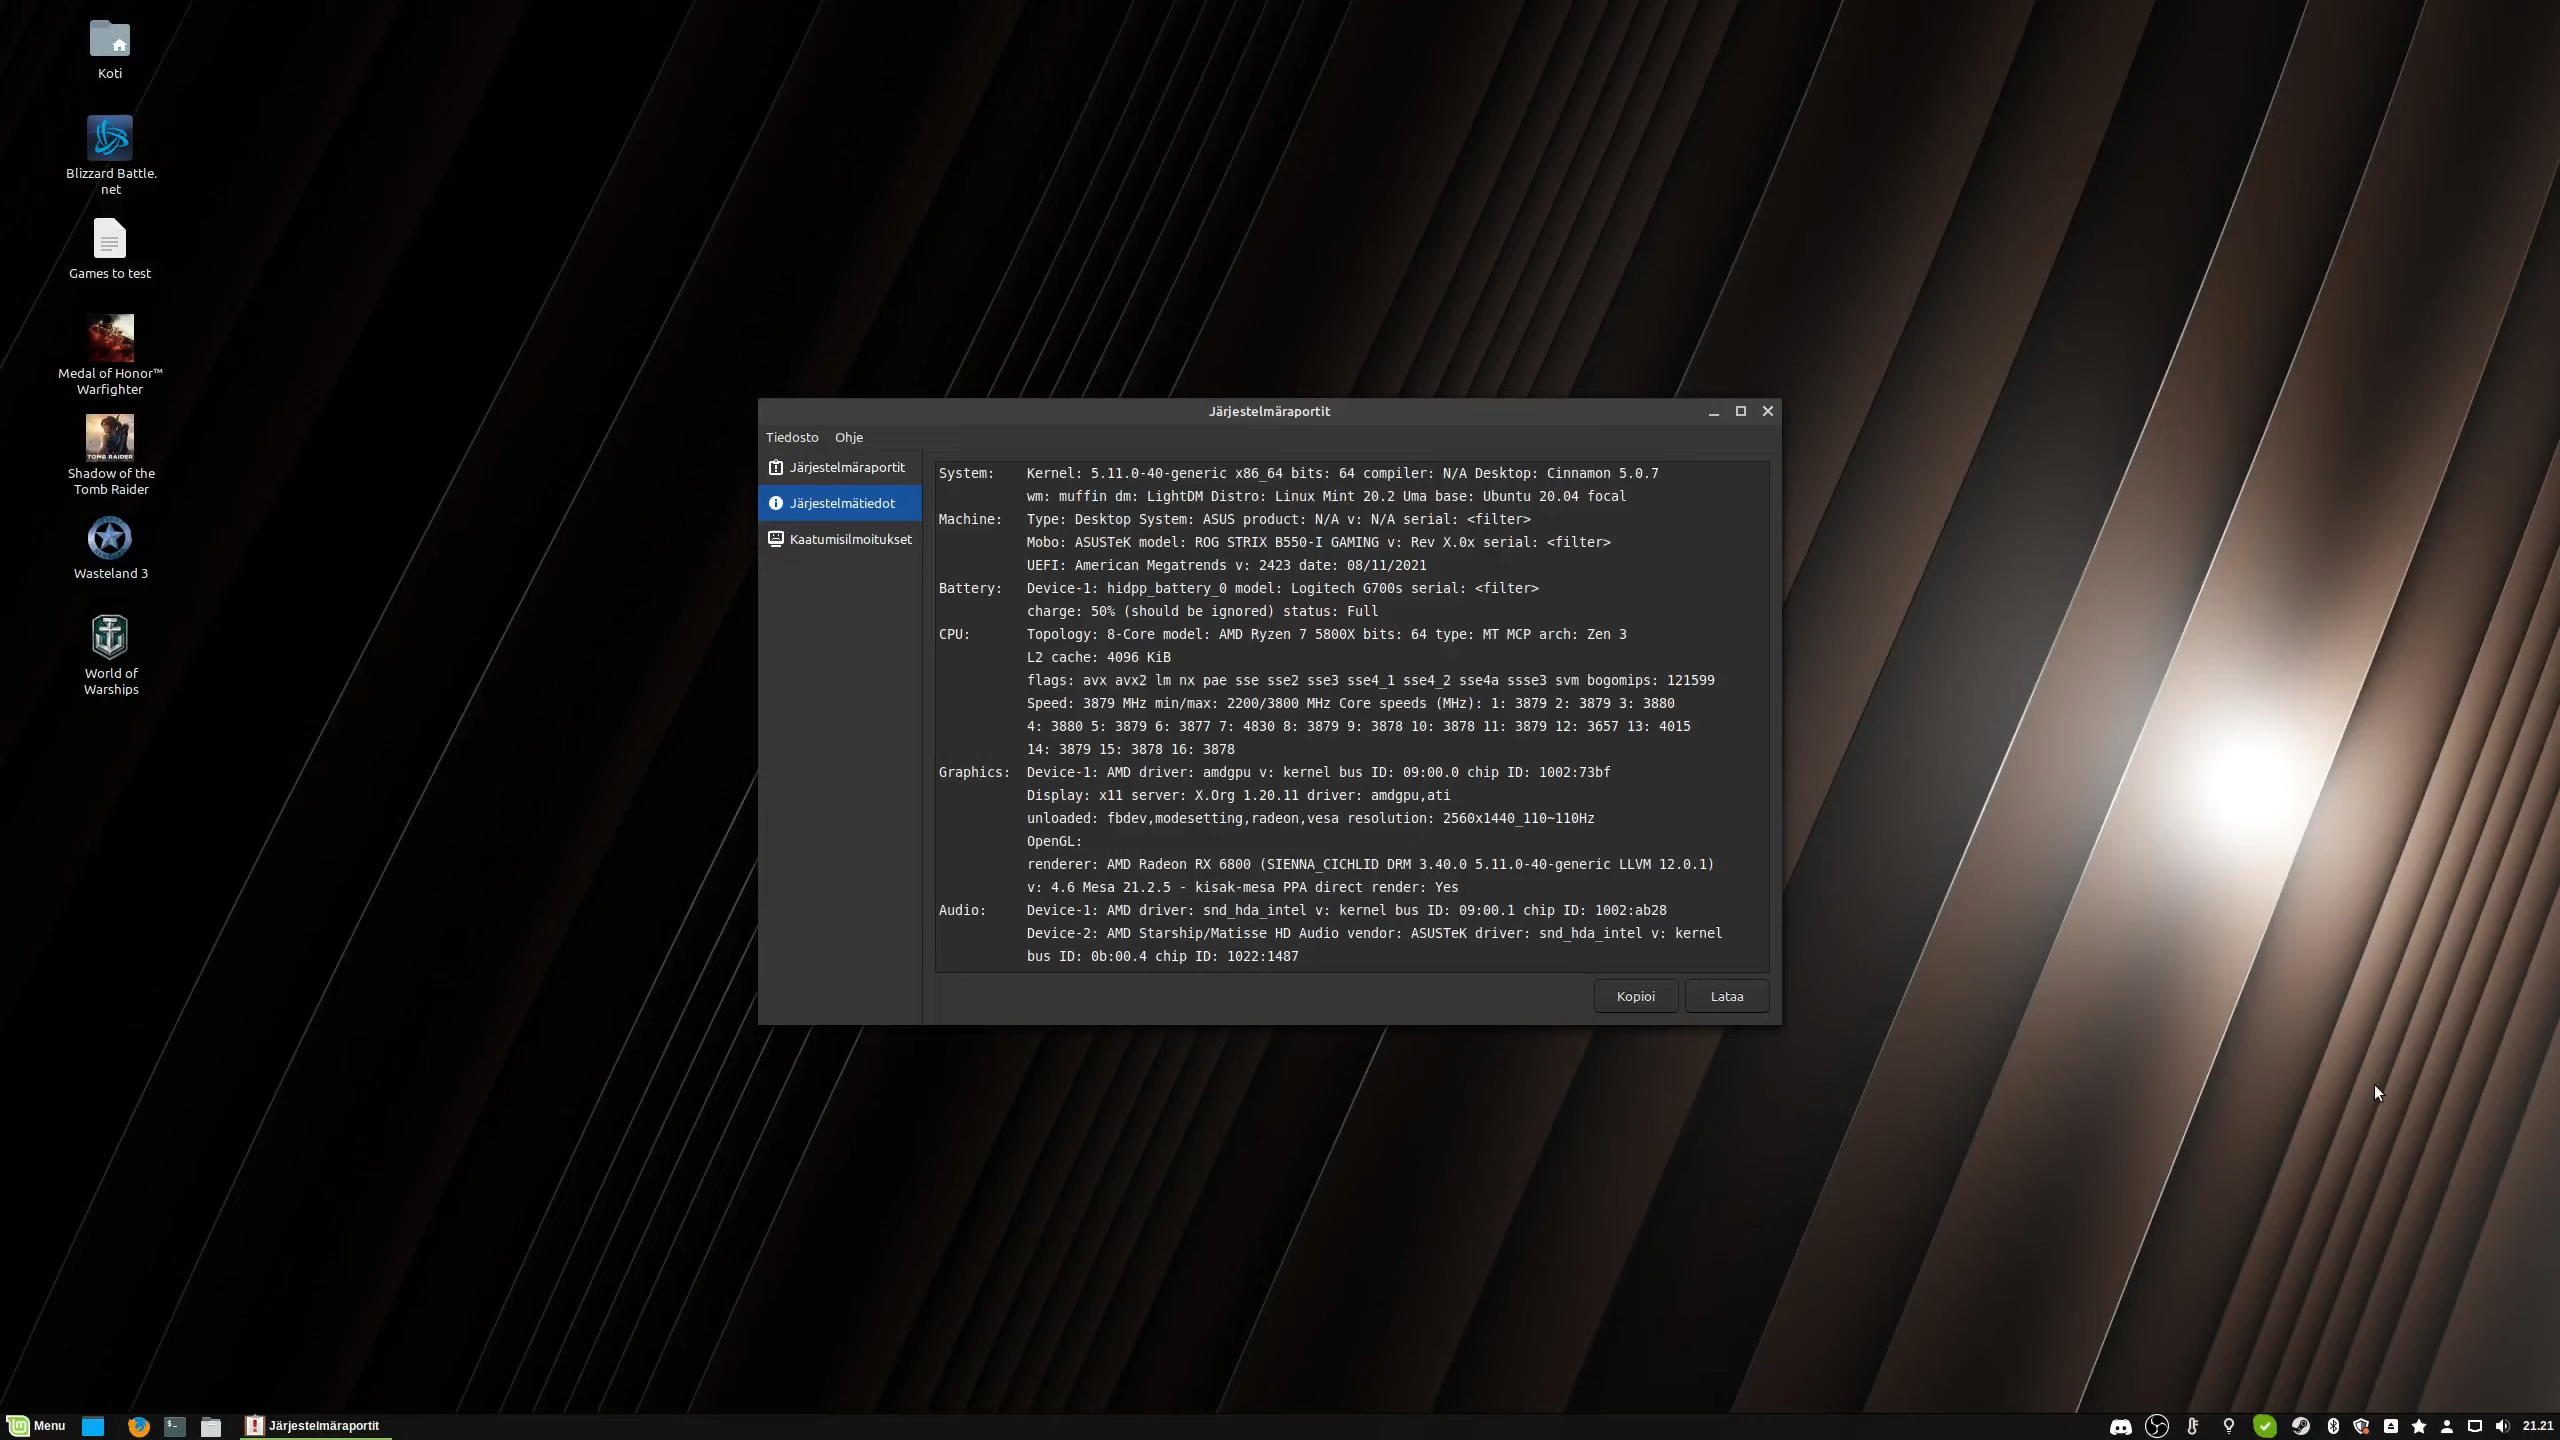 Koti
Blizzard Battle.
net
Games to test
Medal of Honor™
Warfighter
TOMB RAIDER
Shadow of the
Tomb Raider
Wasteland 3
World of
Warships
Järjestelmäraportit
Tiedosto Ohje
Järjestelmäraportit
Järjestelmätiedot
Kaatumisilmoitukset
System: Kernel: 5.11.0-40-generic x86_64 bits: 64 compiler: N/A Desktop: Cinnamon 5.0.7
wm: muffin dm: LightDM Distro: Linux Mint 20.2 Uma base: Ubuntu 20.04 focal
Machine: Type: Desktop System: ASUS product: N/A v: N/A serial: <filter>
Mobo: ASUSTeK model: ROG STRIX B550-I GAMING v: Rev X.0x serial: <filter>
UEFI: American Megatrends v: 2423 date: 08/11/2021
Battery: Device-1: hidpp_battery_0 model: Logitech G700s serial: <filter>
charge: 50% (should be ignored) status: Full
CPU: Topology: 8-Core model: AMD Ryzen 7 5800X bits: 64 type: MT MCP arch: Zen 3
L2 cache: 4096 KiB
flags: avx avx2 lm nx pae sse sse2 sse3 sse4_1 sse4_2 sse4a ssse3 svm bogomips: 121599
Speed: 3879 MHz min/max: 2200/3800 MHz Core speeds (MHz): 1: 3879 2: 3879 3: 3880
4: 3880 5: 3879 6: 3877 7: 4830 8: 3879 9: 3878 10: 3878 11: 3879 12: 3657 13: 4015
14: 3879 15: 3878 16: 3878
Graphics: Device-1: AMD driver: amdgpu v: kernel bus ID: 09:00.0 chip ID: 1002:73bf
Display: x11 server: X.Org 1.20.11 driver: amdgpu,ati
unloaded: fbdev,modesetting,radeon,vesa resolution: 2560x1440_110~110Hz
OpenGL:
renderer: AMD Radeon RX 6800 (SIENNA_CICHLID DRM 3.40.0 5.11.0-40-generic LLVM 12.0.1)
v: 4.6 Mesa 21.2.5 - kisak-mesa PPA direct render: Yes
Audio: Device-1: AMD driver: snd_hda_intel v: kernel bus ID: 09:00.1 chip ID: 1002:ab28
Device-2: AMD Starship/Matisse HD Audio vendor: ASUSTeK driver: snd_hda_intel v: kernel
bus ID: 0b:00.4 chip ID: 1022:1487
Kopioi Lataa
Menu Järjestelmäraportit 21.21